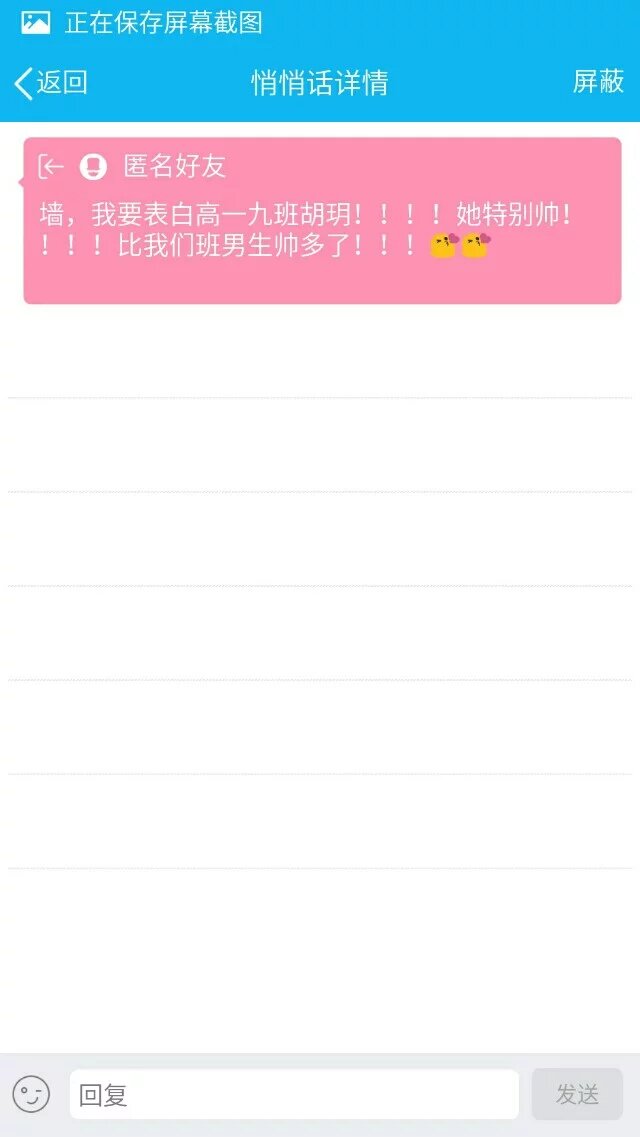 正在保存屏幕截图
返回
悄悄话详情
屏蔽
匿名好友
墙，我要表白高一九班胡玥！！！！她特别帅！
！！！比我们班男生帅多了！！！😘😘
回复
发送